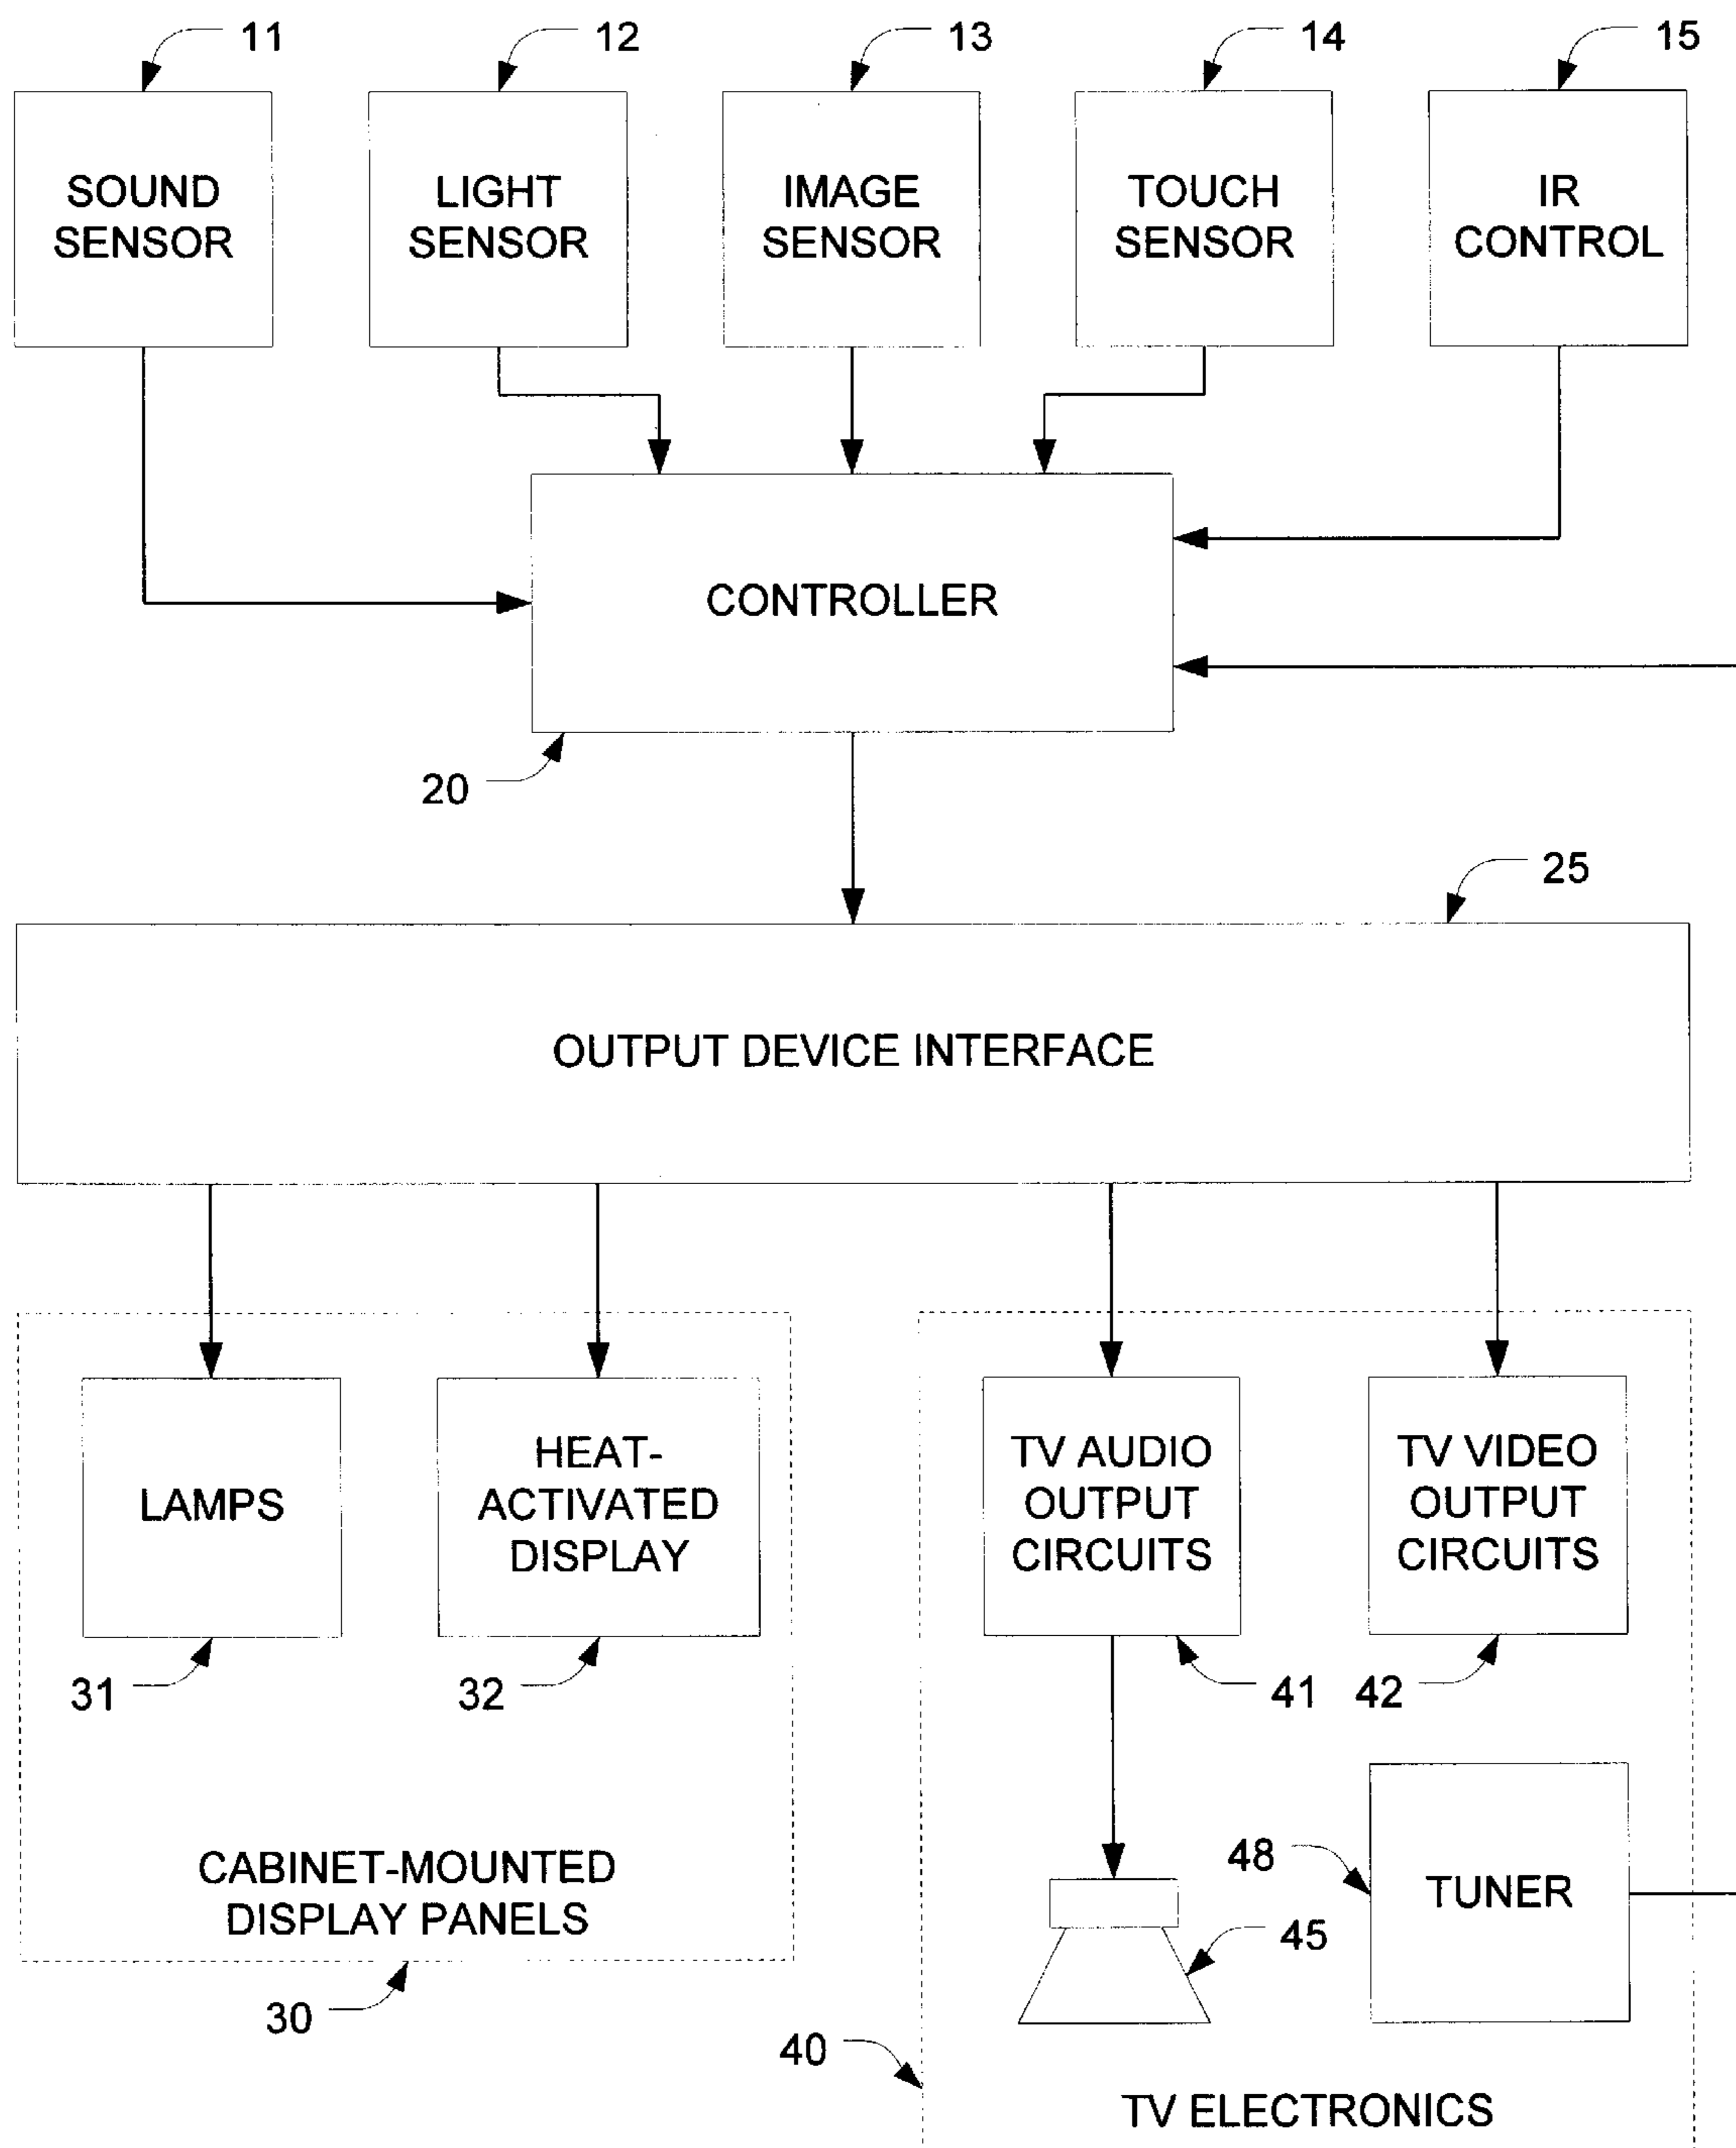 11
12
13
14
15
SOUND
SENSOR
LIGHT
SENSOR
IMAGE
SENSOR
TOUCH
SENSOR
IR
CONTROL
CONTROLLER
20
25
OUTPUT DEVICE INTERFACE
LAMPS
HEAT-
ACTIVATED
DISPLAY
TV AUDIO
OUTPUT
CIRCUITS
TV VIDEO
OUTPUT
CIRCUITS
31
32
41
42
CABINET-MOUNTED
DISPLAY PANELS
30
48
TUNER
45
40
TV ELECTRONICS